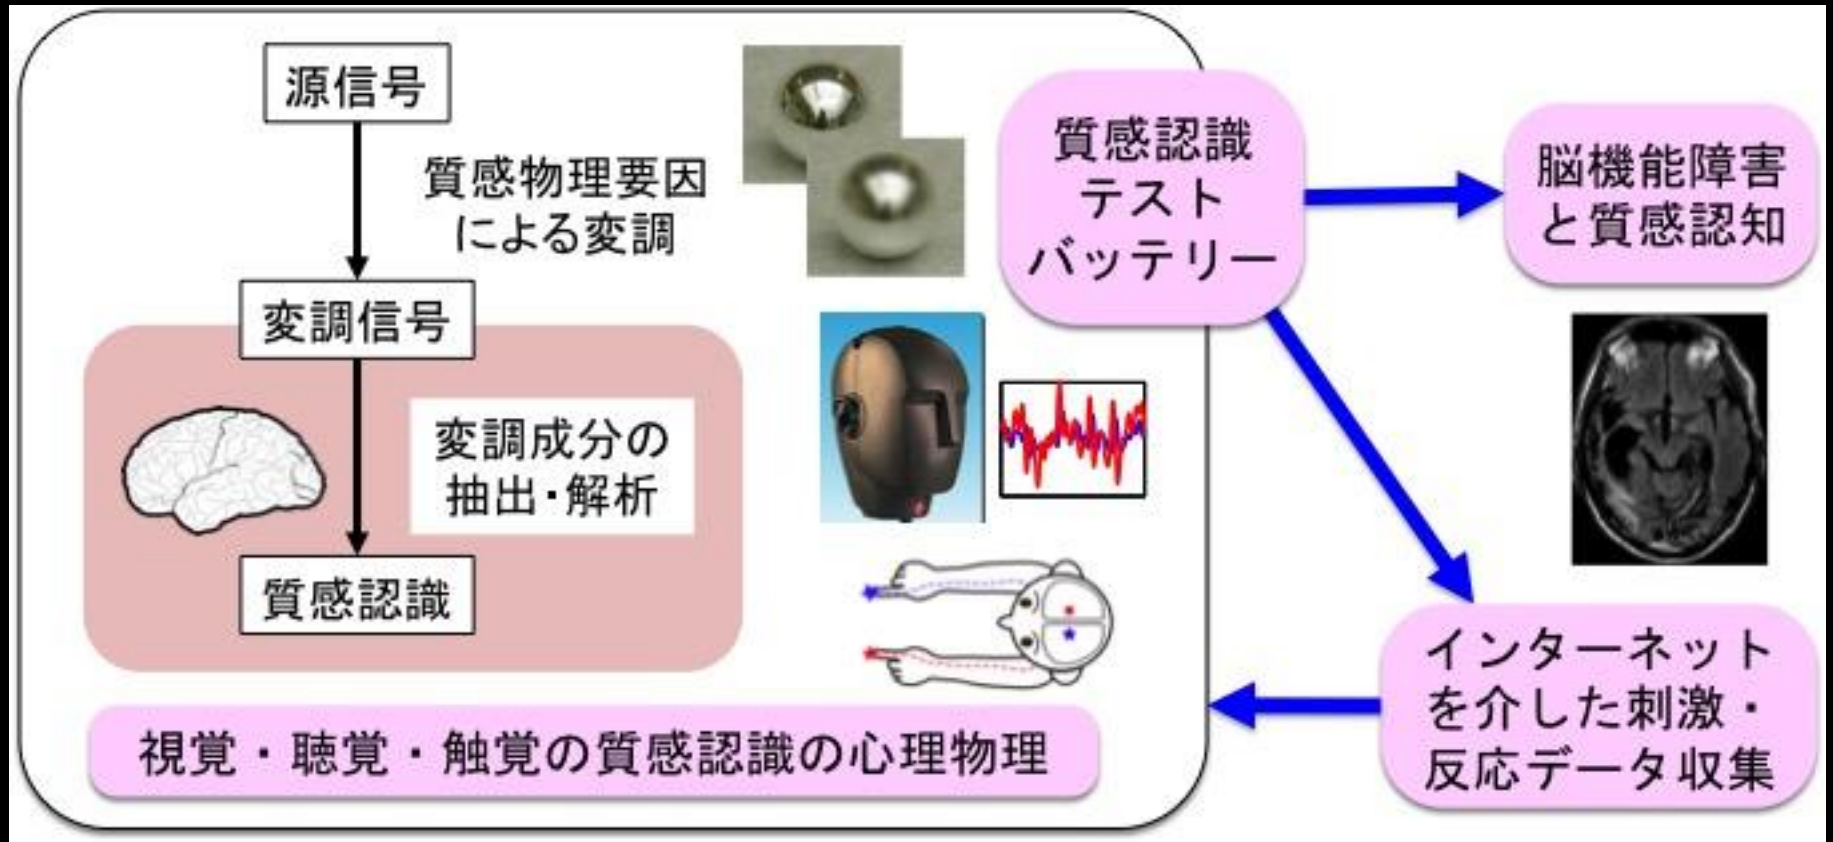 源信号
質感物理要因
による変調
変調信号
変調成分の
抽出・解析
質感認識
視覚・聴覚・触覚の質感認識の心理物理
質感認識
テスト
バッテリー
脳機能障害
と質感認知
インターネット
を介した刺激・
反応データ収集